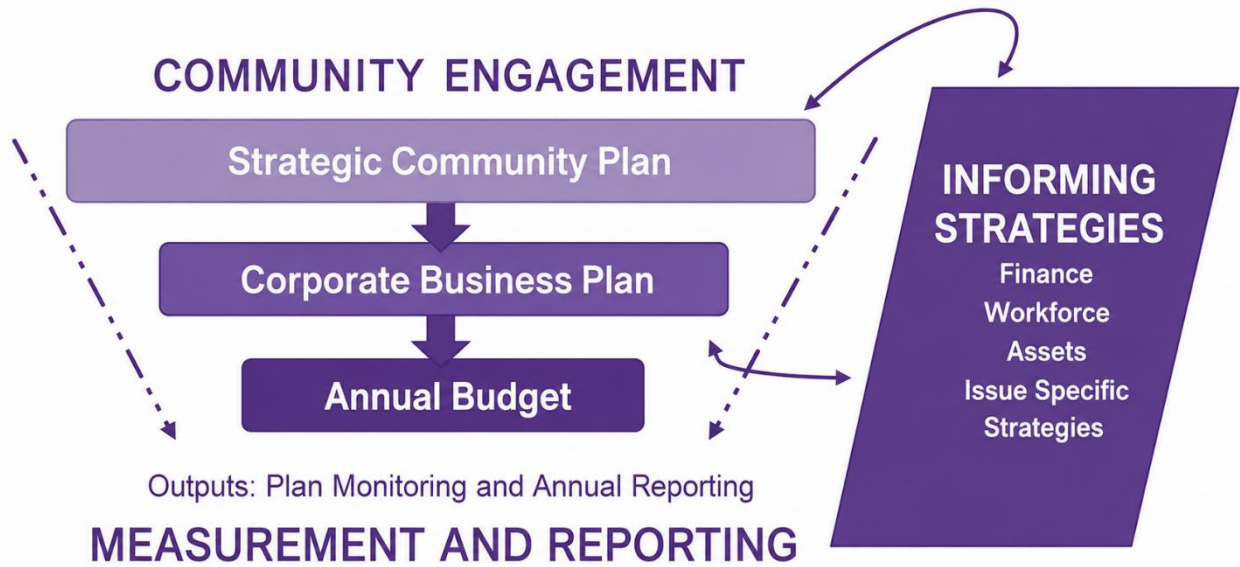 COMMUNITY ENGAGEMENT
Strategic Community Plan
Corporate Business Plan
Annual Budget
Outputs: Plan Monitoring and Annual Reporting
MEASUREMENT AND REPORTING
INFORMING
STRATEGIES
Finance
Workforce
Assets
Issue Specific
Strategies